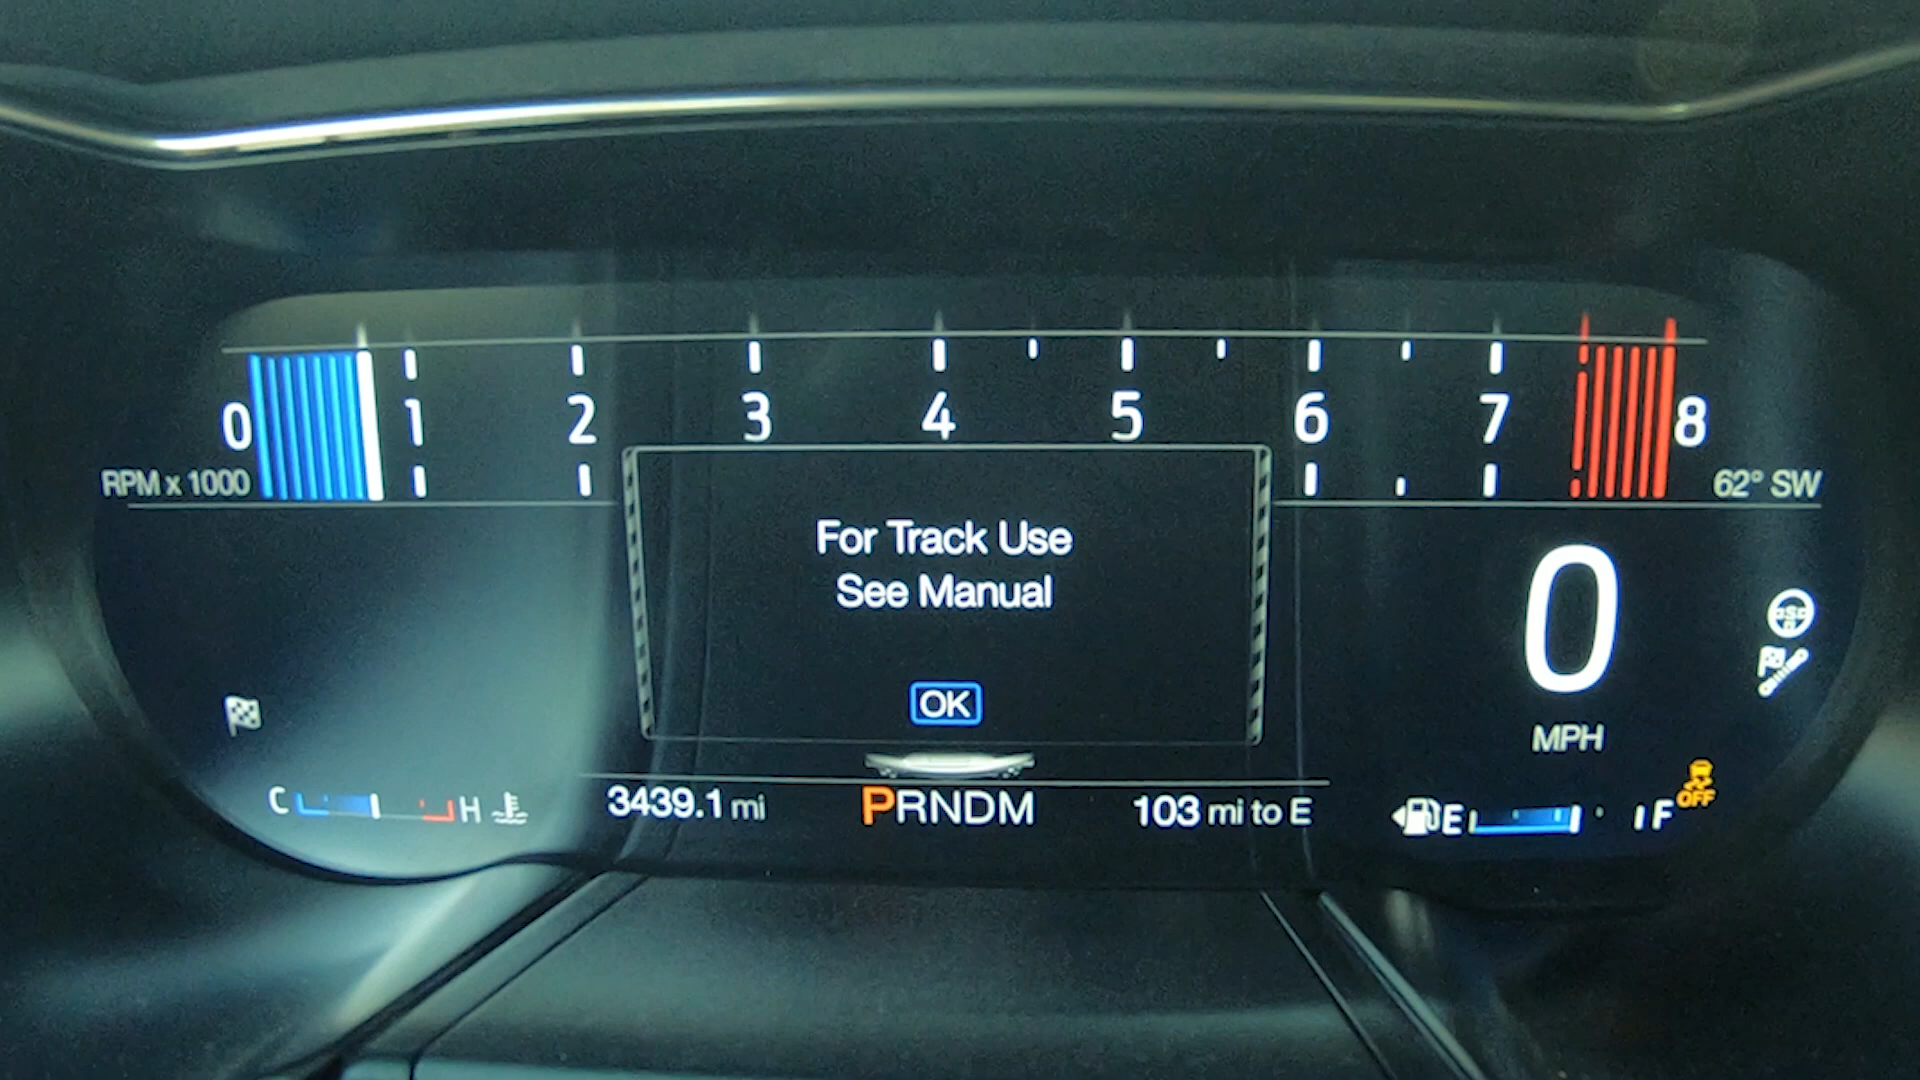 0 1 2 3 4 5 6 7 8
RPM x 1000
62° SW
For Track Use
See Manual
OK
0
MPH
S
OFF
C H
3439.1 mi
PRNDM
103 mi to E
E F